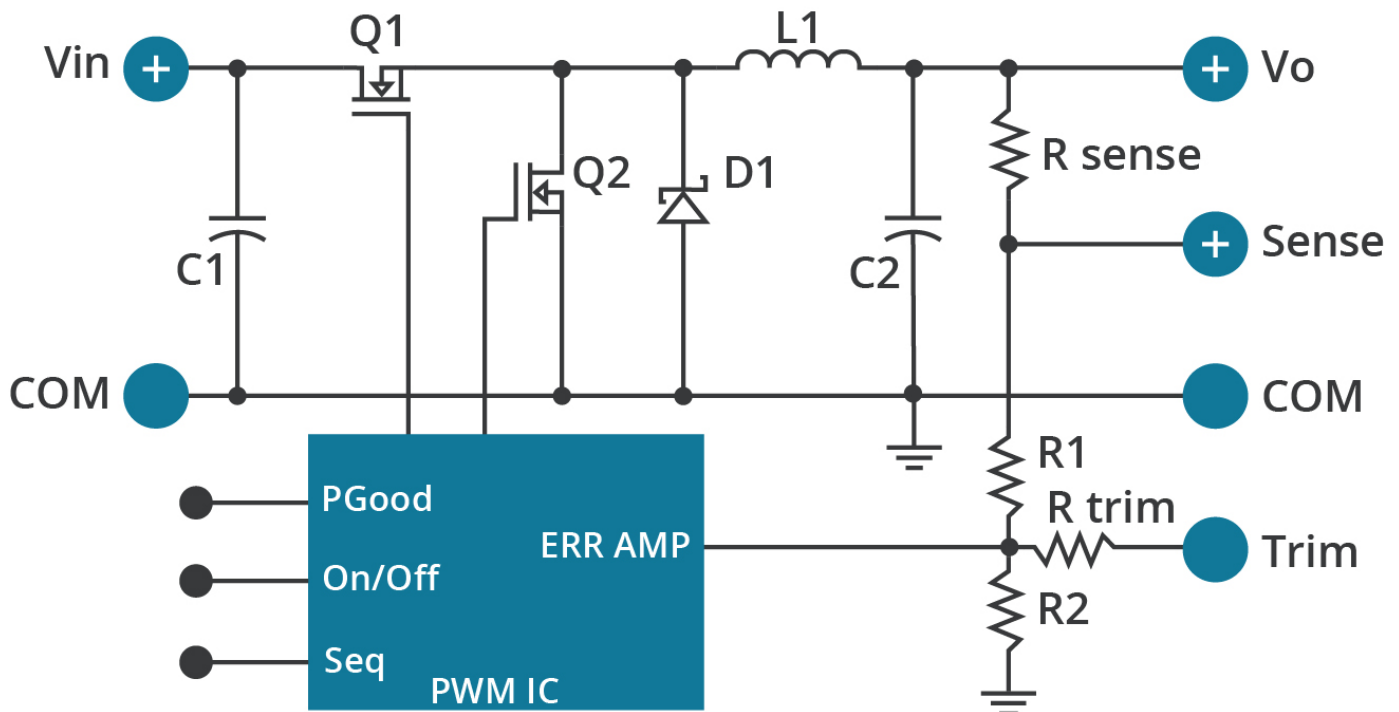 Q1
L1
Vin
+
+
Vo
Q2
D1
R sense
C1
C2
+
Sense
COM
COM
R1
PGood
R trim
ERR AMP
Trim
On/Off
R2
Seq
PWM IC